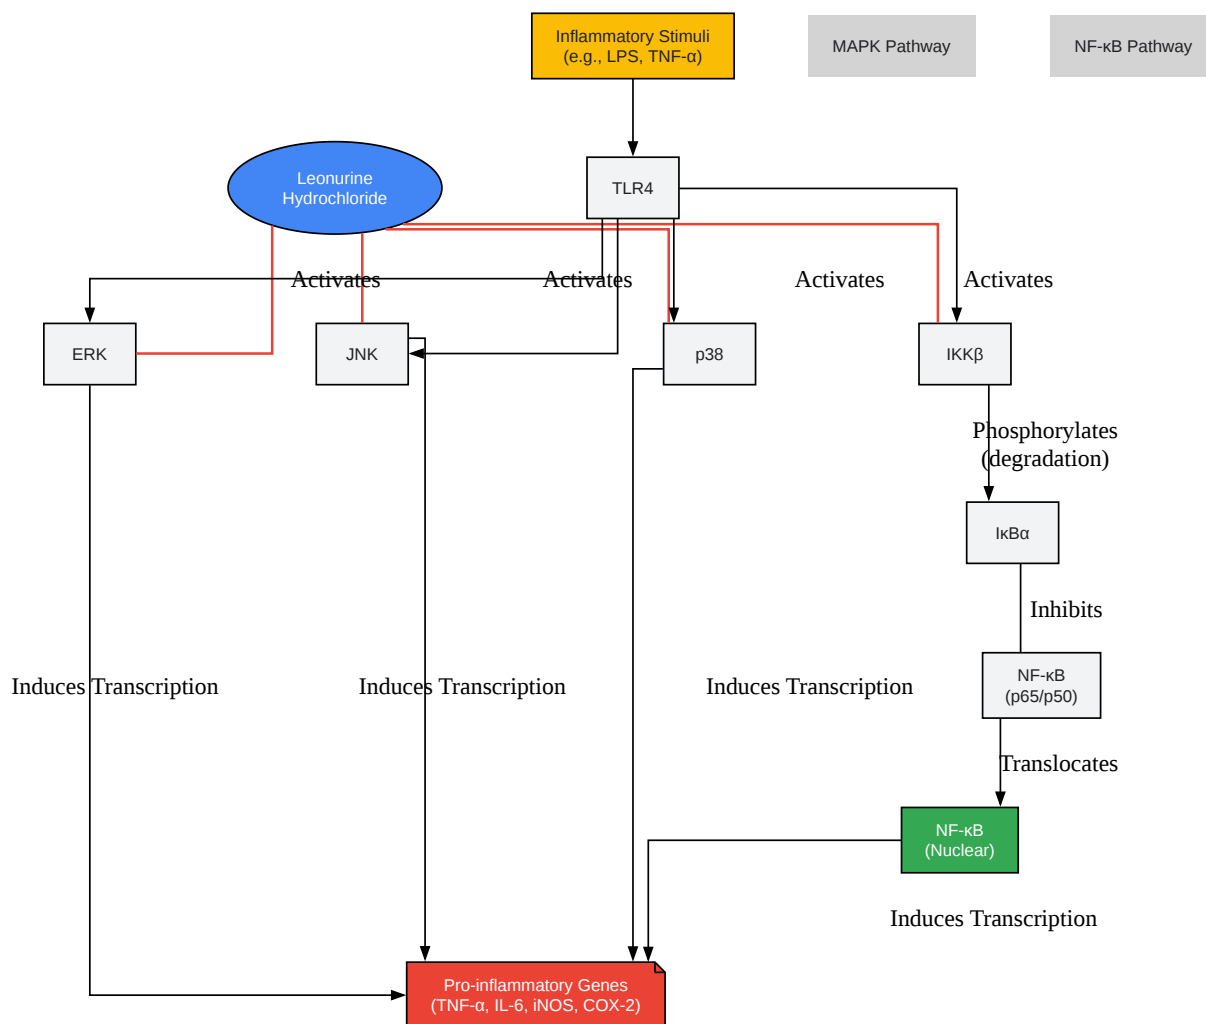 Inflammatory Stimuli
(e.g., LPS, TNF-α)
MAPK Pathway
NF-κB Pathway
Leonurine
Hydrochloride
TLR4
Activates
Activates
Activates
Activates
ERK
JNK
p38
IKKβ
Phosphorylates
(degradation)
IκBα
Inhibits
NF-κB
(p65/p50)
Induces Transcription
Induces Transcription
Induces Transcription
Translocates
NF-κB
(Nuclear)
Induces Transcription
Pro-inflammatory Genes
(TNF-α, IL-6, iNOS, COX-2)